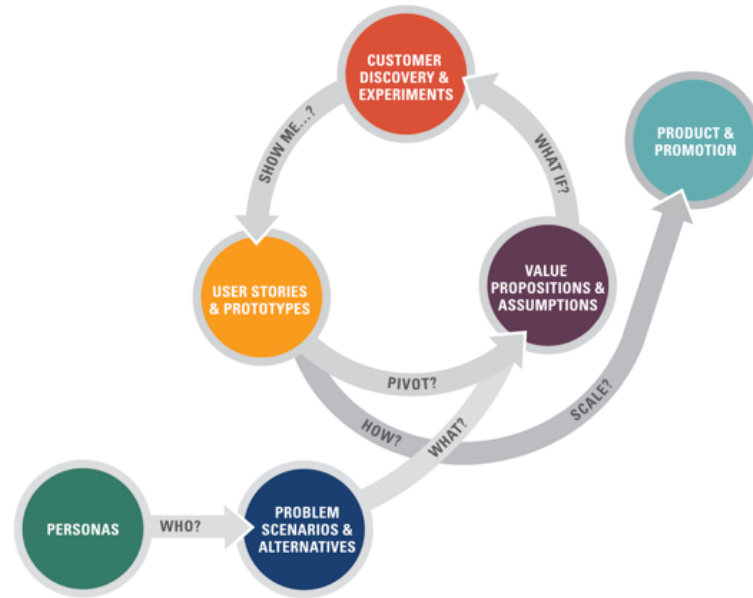 CUSTOMER
DISCOVERY &
EXPERIMENTS
PRODUCT &
PROMOTION
SHOW ME...?
WHAT IF?
USER STORIES
& PROTOTYPES
VALUE
PROPOSITIONS &
ASSUMPTIONS
PIVOT?
HOW?
WHAT?
SCALE?
PERSONAS
WHO?
PROBLEM
SCENARIOS &
ALTERNATIVES